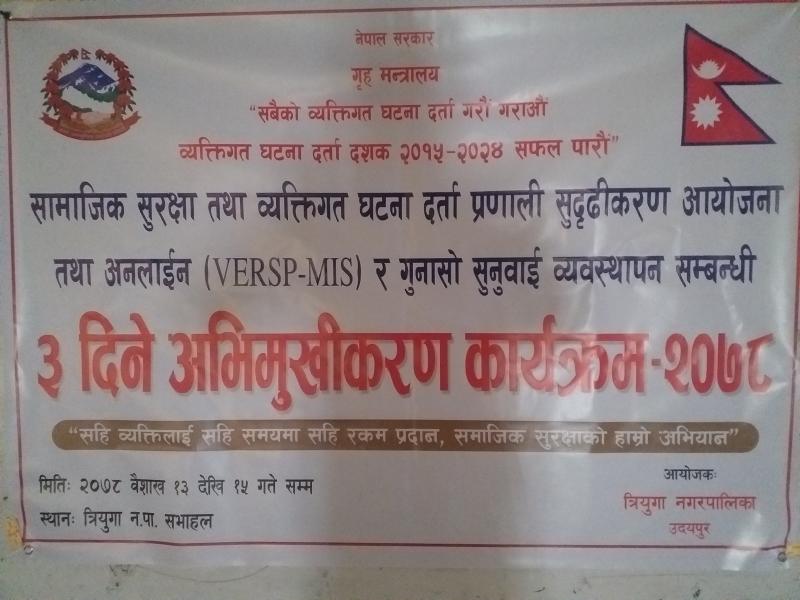 नेपाल सरकार
गृह मन्त्रालय
"सबैको व्यक्तिगत घटना दर्ता गरौं गराऔं
व्यक्तिगत घटना दर्ता दशक २०१५-२०२४ सफल पारौं"
सामाजिक सुरक्षा तथा व्यक्तिगत घटना दर्ता प्रणाली सुदृढीकरण आयोजना
तथा अनलाईन (VERSP-MIS) र गुनासो सुनुवाई व्यवस्थापन सम्बन्धी
३ दिने अभिमुखीकरण कार्यक्रम-२०७८
"सहि व्यक्तिलाई सहि समयमा सहि रकम प्रदान, समाजिक सुरक्षाको हाम्रो अभियान"
मितिः २०७८ वैशाख १३ देखि १५ गते सम्म
स्थानः त्रियुगा न.पा. सभाहल
आयोजकः
त्रियुगा नगरपालिका
उदयपुर